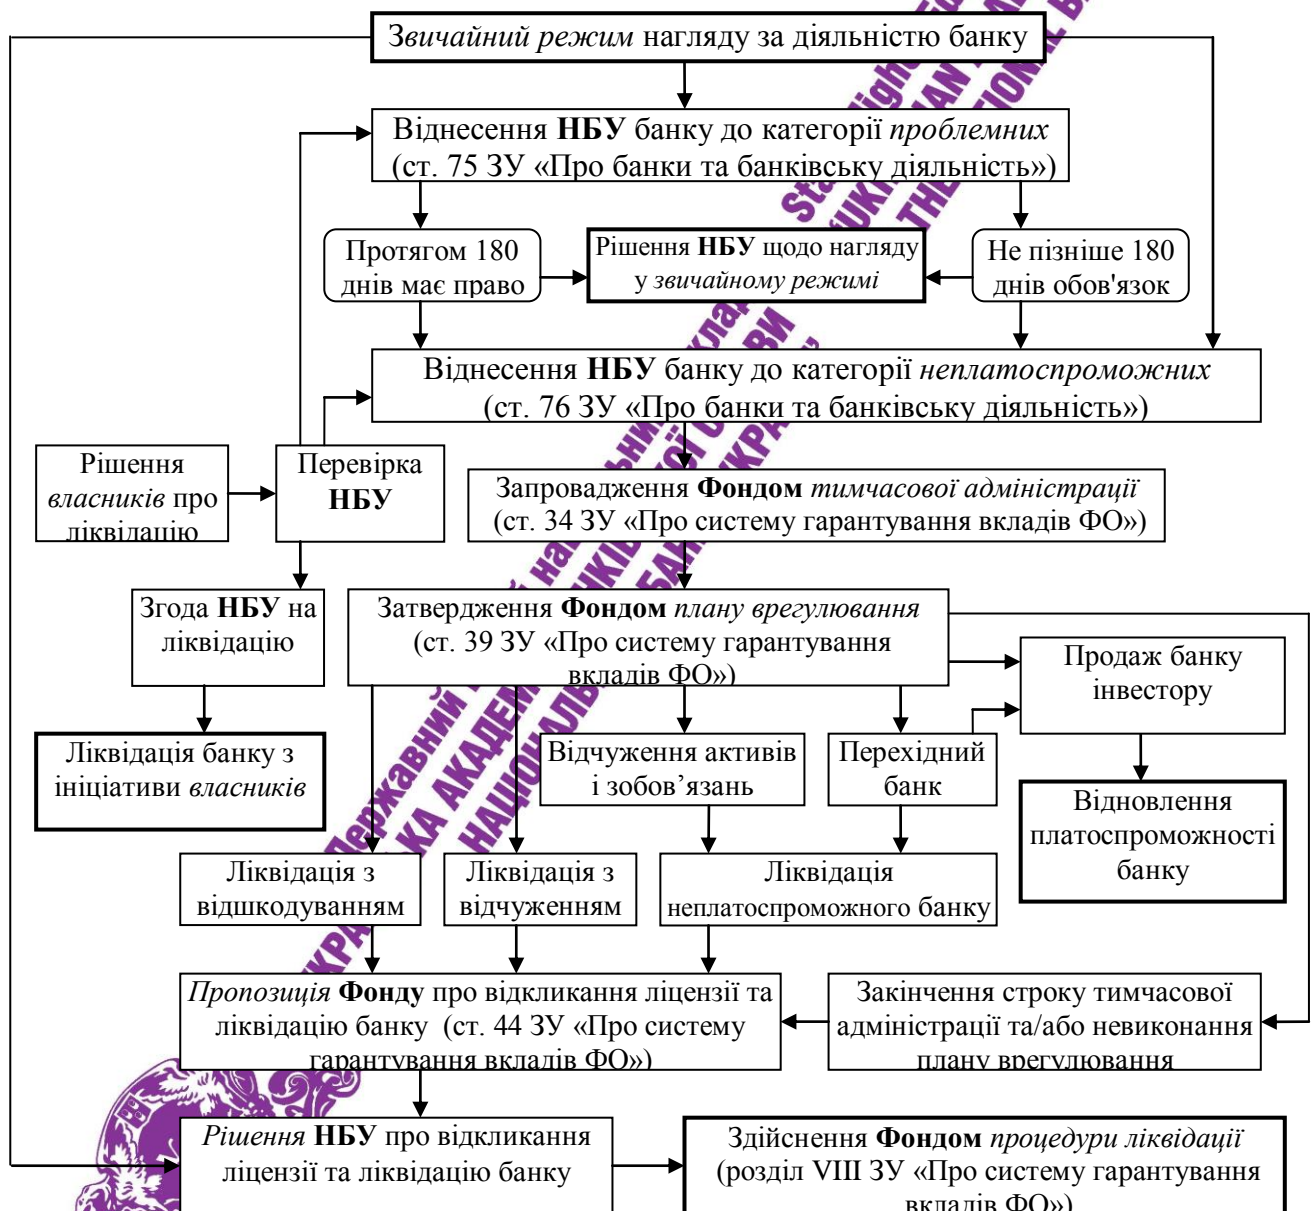 Звичайний режим нагляду за діяльністю банку
Віднесення НБУ банку до категорії проблемних
(ст. 75 ЗУ «Про банки та банківську діяльність»)
Протягом 180
днів має право
Рішення НБУ щодо нагляду
у звичайному режимі
Не пізніше 180
днів обов'язок
Віднесення НБУ банку до категорії неплатоспроможних
(ст. 76 ЗУ «Про банки та банківську діяльність»)
Рішення
власників про
ліквідацію
Перевірка
НБУ
Запровадження Фондом тимчасової адміністрації
(ст. 34 ЗУ «Про систему гарантування вкладів ФО»)
Згода НБУ на
ліквідацію
Затвердження Фондом плану врегулювання
(ст. 39 ЗУ «Про систему гарантування
вкладів ФО»)
Продаж банку
інвестору
Ліквідація банку з
ініціативи власників
Відчуження активів
і зобов’язань
Перехідний
банк
Відновлення
платоспроможності
банку
Ліквідація з
відшкодуванням
Ліквідація з
відчуженням
Ліквідація
неплатоспроможного банку
Пропозиція Фонду про відкликання ліцензії та
ліквідацію банку (ст. 44 ЗУ «Про систему
гарантування вкладів ФО»)
Закінчення строку тимчасової
адміністрації та/або невиконання
плану врегулювання
Рішення НБУ про відкликання
ліцензії та ліквідацію банку
Здійснення Фондом процедури ліквідації
(розділ VIII ЗУ «Про систему гарантування
вкладів ФО»)